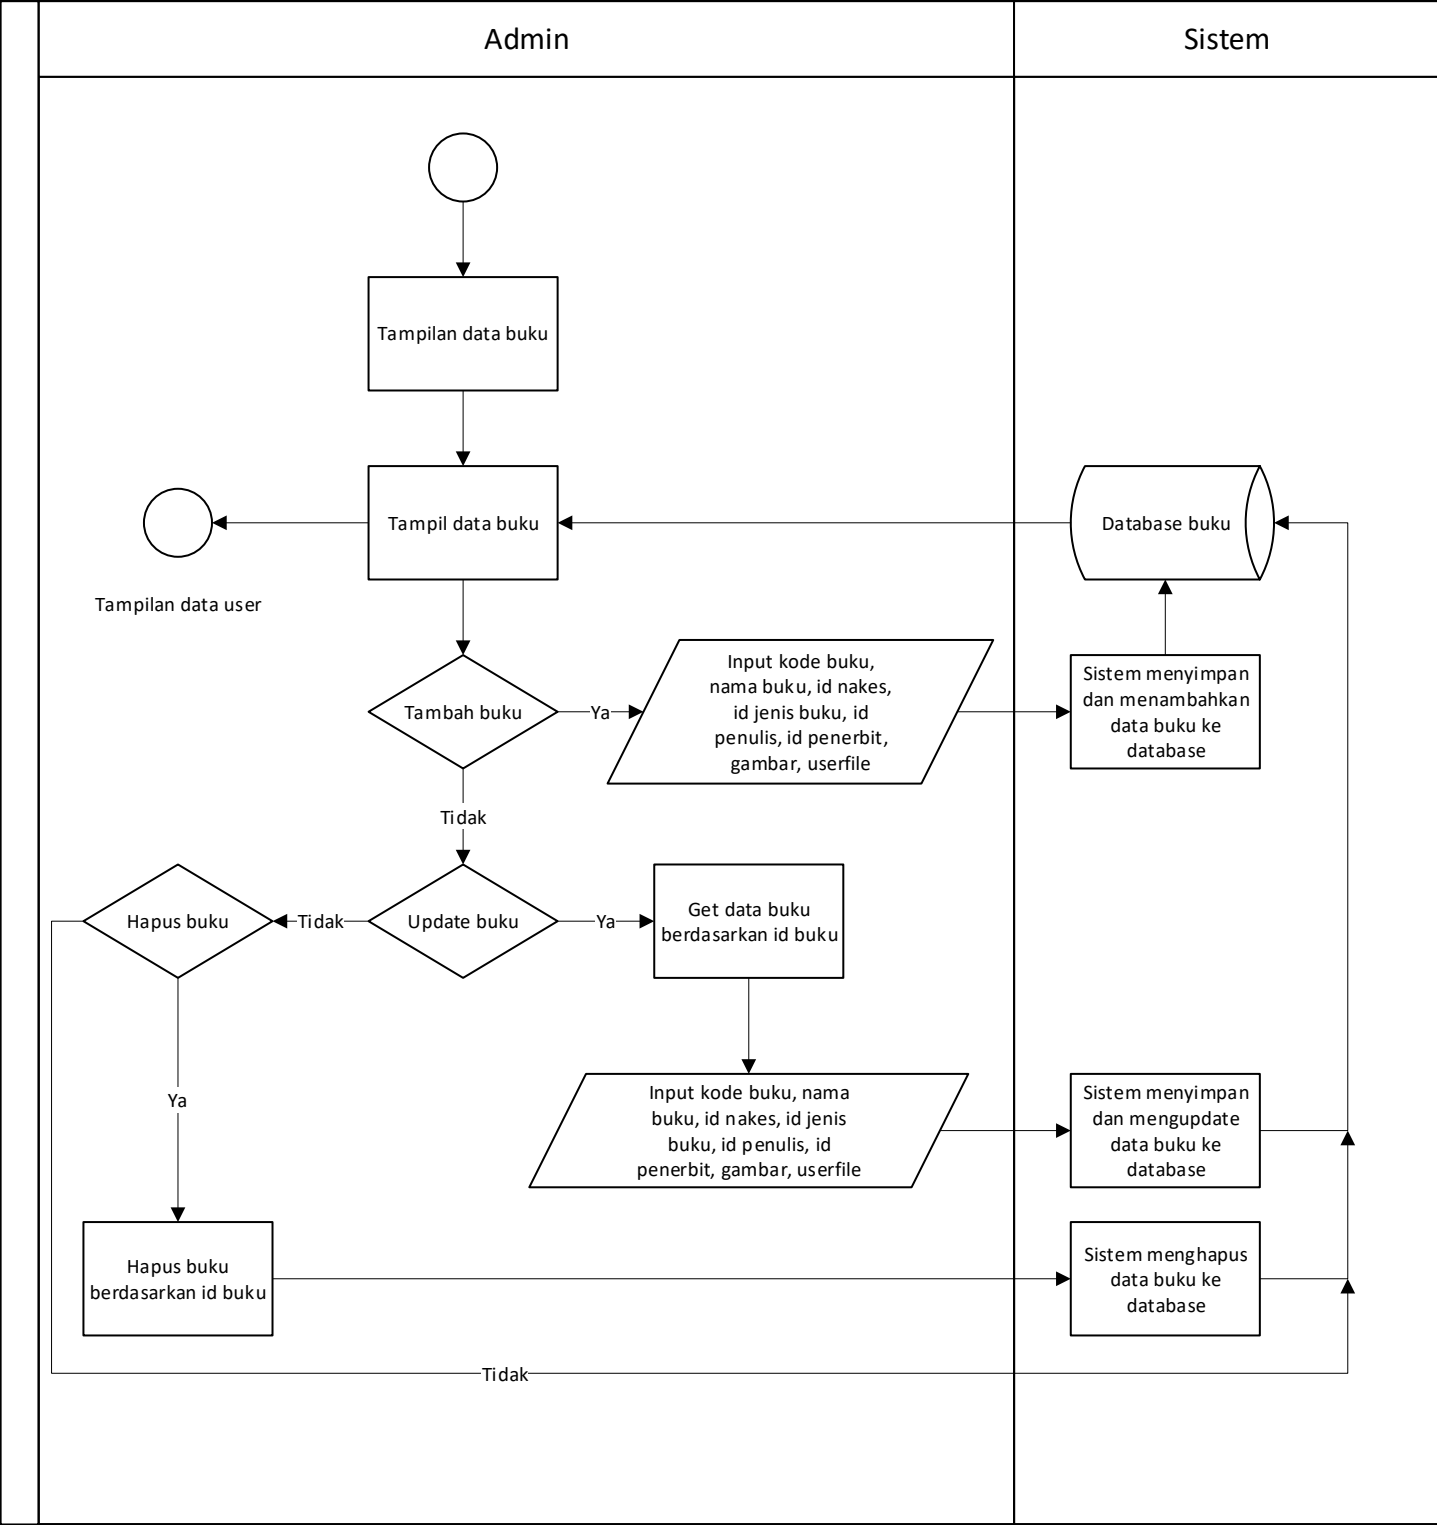 Admin
Sistem
Tampilan data buku
Tampil data buku
Database buku
Tampilan data user
Tambah buku
Ya
Input kode buku,
nama buku, id nakes,
id jenis buku, id
penulis, id penerbit,
gambar, userfile
Sistem menyimpan
dan menambahkan
data buku ke
database
Tidak
Hapus buku
Tidak
Update buku
Ya
Get data buku
berdasarkan id buku
Ya
Input kode buku, nama
buku, id nakes, id jenis
buku, id penulis, id
penerbit, gambar, userfile
Sistem menyimpan
dan mengupdate
data buku ke
database
Hapus buku
berdasarkan id buku
Sistem menghapus
data buku ke
database
Tidak